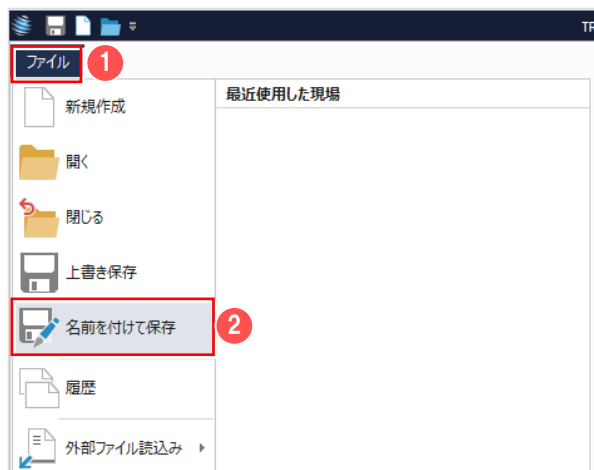 TR
ファイル
1
最近使用した現場
新規作成
開く
閉じる
上書き保存
名前を付けて保存
2
履歴
外部ファイル読込み